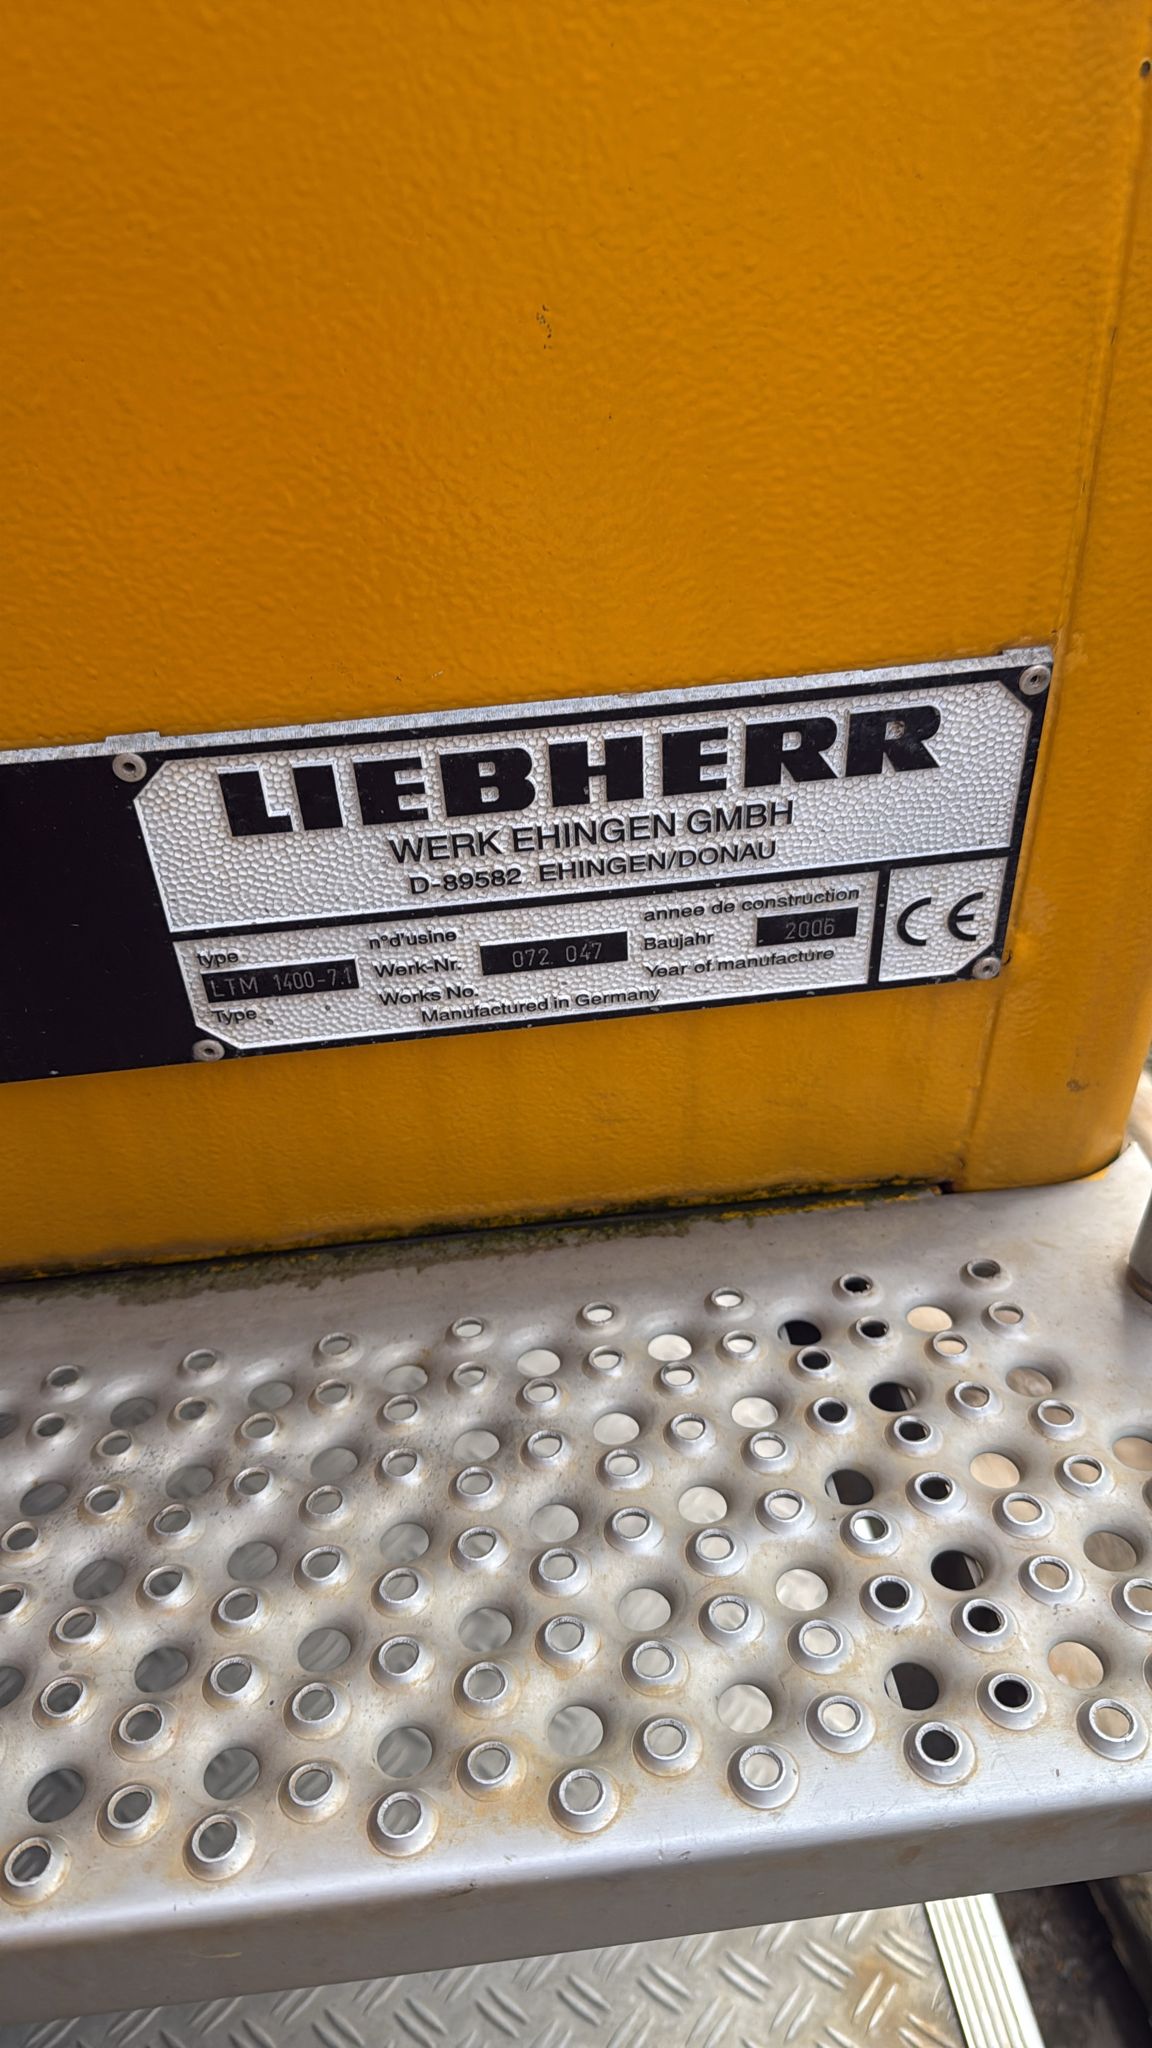 LIEBHERR
WERK EHINGEN GMBH
D-89582 EHINGEN/DONAU
type
LTM 1400-7.1
Type
n°d'usine
Werk-Nr. 072 047
Works No.
annee de construction
Baujahr 2006
Year of manufacture
Manufactured in Germany
CE